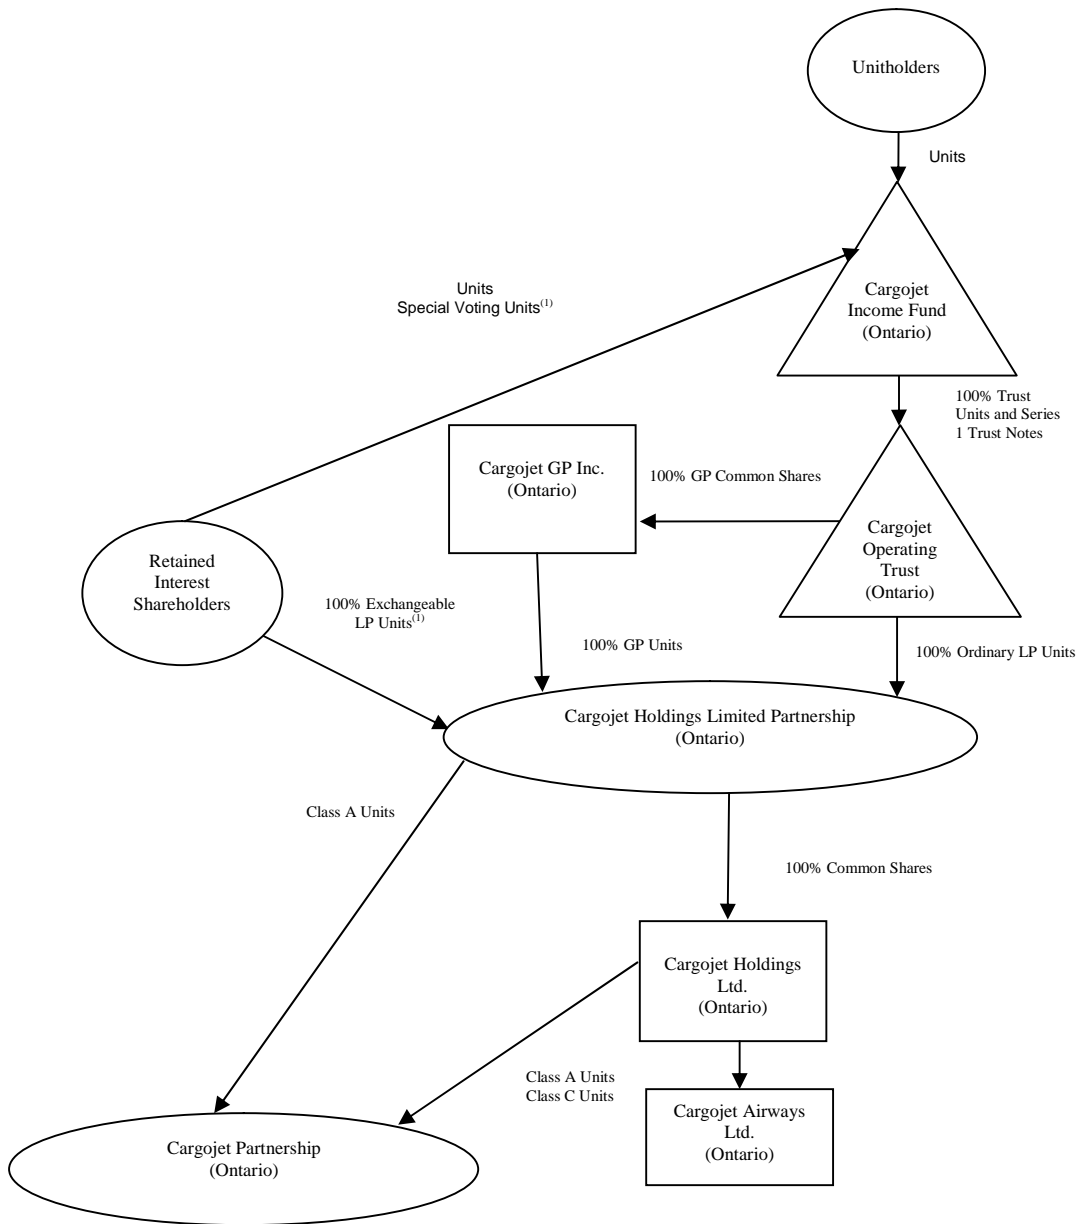 Unitholders
Units
Units
Special Voting Units(1)
Cargojet
Income Fund
(Ontario)
100% Trust
Units and Series
1 Trust Notes
Cargojet GP Inc.
(Ontario)
100% GP Common Shares
Cargojet
Operating
Trust
(Ontario)
Retained
Interest
Shareholders
100% Exchangeable
LP Units(1)
100% GP Units
100% Ordinary LP Units
Cargojet Holdings Limited Partnership
(Ontario)
Class A Units
100% Common Shares
Cargojet Holdings
Ltd.
(Ontario)
Class A Units
Class C Units
Cargojet Airways
Ltd.
(Ontario)
Cargojet Partnership
(Ontario)